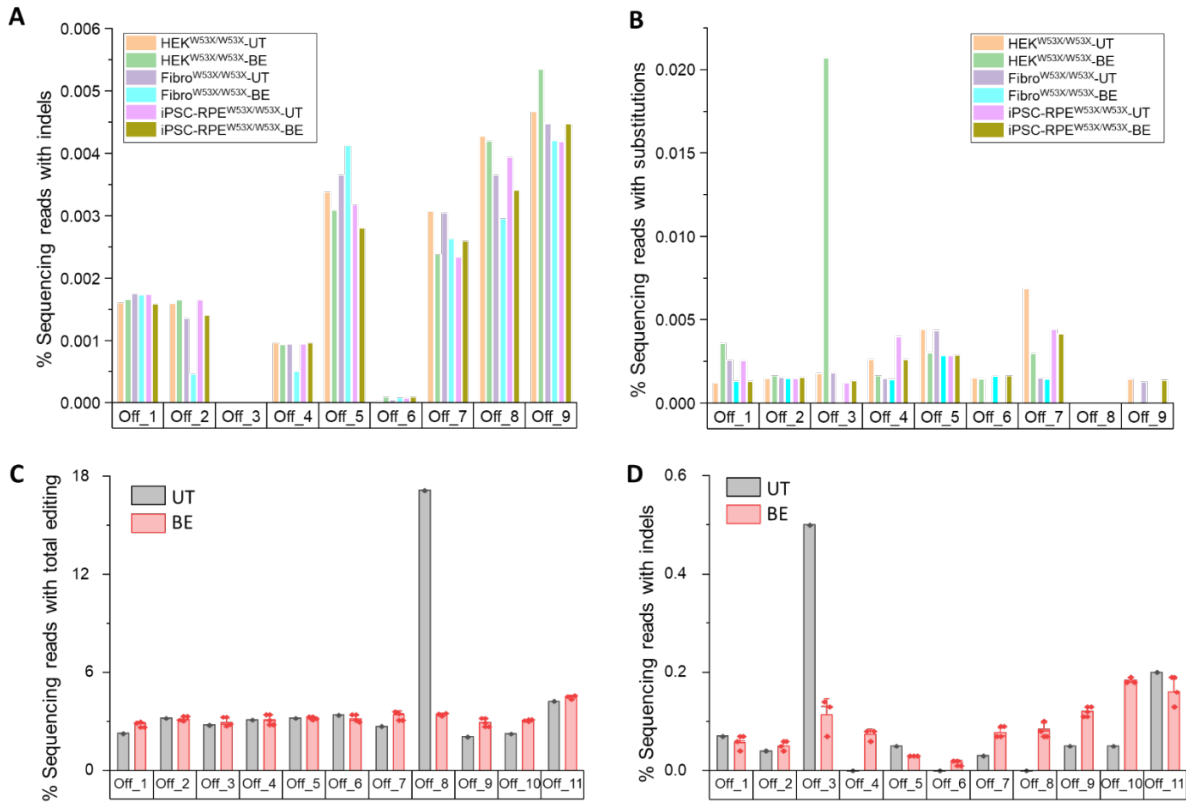 A
% Sequencing reads with indels
0.006
0.005
0.004
0.003
0.002
0.001
0.000
HEKW53X/W53X-UT
HEKW53X/W53X-BE
FibroW53X/W53X-UT
FibroW53X/W53X-BE
iPSC-RPEW53X/W53X-UT
iPSC-RPEW53X/W53X-BE
Off_1 Off_2 Off_3 Off_4 Off_5 Off_6 Off_7 Off_8 Off_9
B
% Sequencing reads with substitutions
0.020
0.015
0.010
0.005
0.000
HEKW53X/W53X-UT
HEKW53X/W53X-BE
FibroW53X/W53X-UT
FibroW53X/W53X-BE
iPSC-RPEW53X/W53X-UT
iPSC-RPEW53X/W53X-BE
Off_1 Off_2 Off_3 Off_4 Off_5 Off_6 Off_7 Off_8 Off_9
C
% Sequencing reads with total editing
18
12
6
0
UT
BE
Off_1 Off_2 Off_3 Off_4 Off_5 Off_6 Off_7 Off_8 Off_9 Off_10 Off_11
D
% Sequencing reads with indels
0.6
0.4
0.2
0.0
UT
BE
Off_1 Off_2 Off_3 Off_4 Off_5 Off_6 Off_7 Off_8 Off_9 Off_10 Off_11